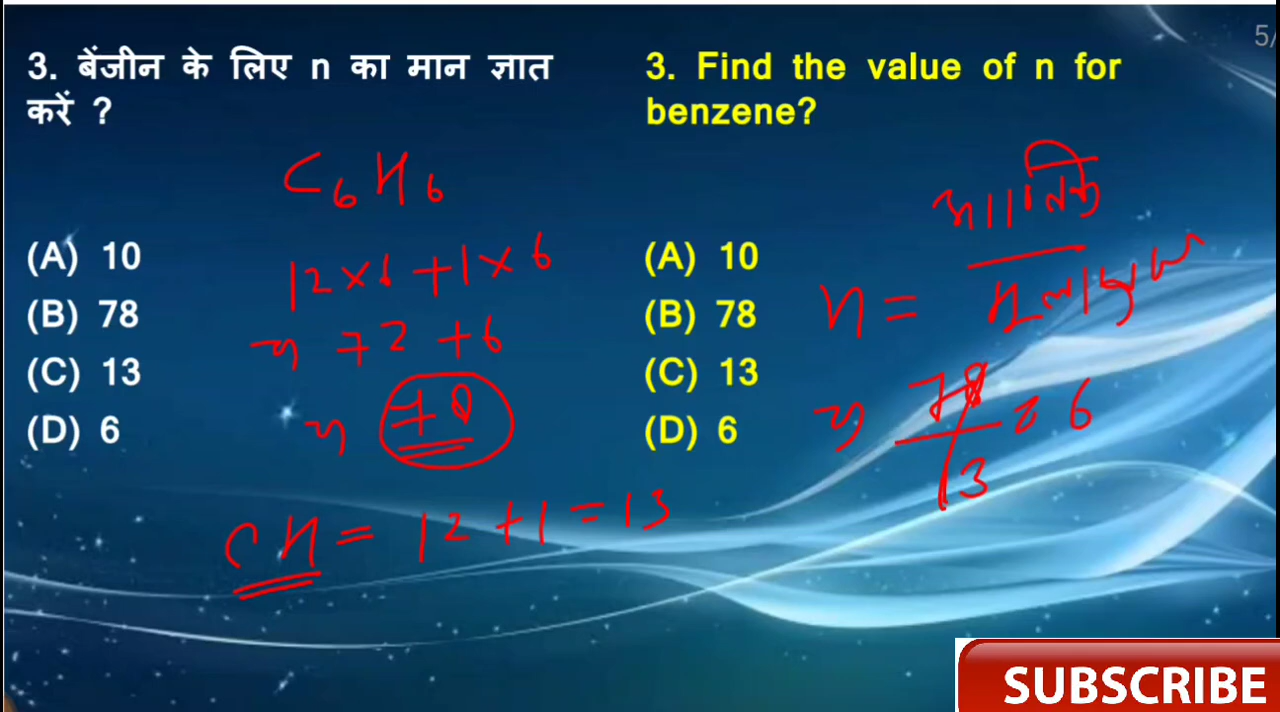 5/
3. बेंजीन के लिए n का मान ज्ञात
करें ?
3. Find the value of n for
benzene?
C6H6
(A) 10
(B) 78
(C) 13
(D) 6
12×6+1×6
72+6
78
CH = 12+1=13
(A) 10
(B) 78
(C) 13
(D) 6
n =
78
13
= 6
SUBSCRIBE